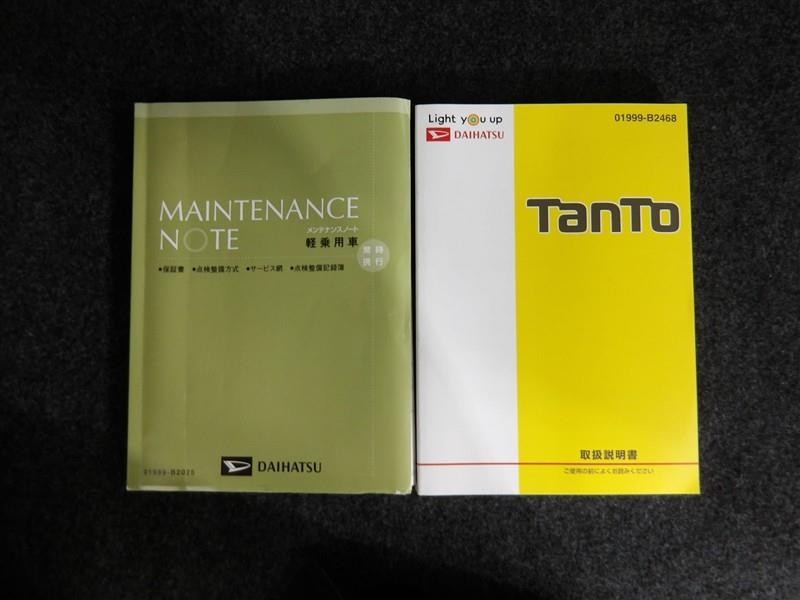 MAINTENANCE
NOTE
メンテナンスノート
軽乗用車
常時
携行
•保証書 •点検整備方式 •サービス網 •点検整備記録簿
01999-B2025
DAIHATSU
Light you up
DAIHATSU
01999-B2468
TanTo
取扱説明書
ご使用の前によくお読みください